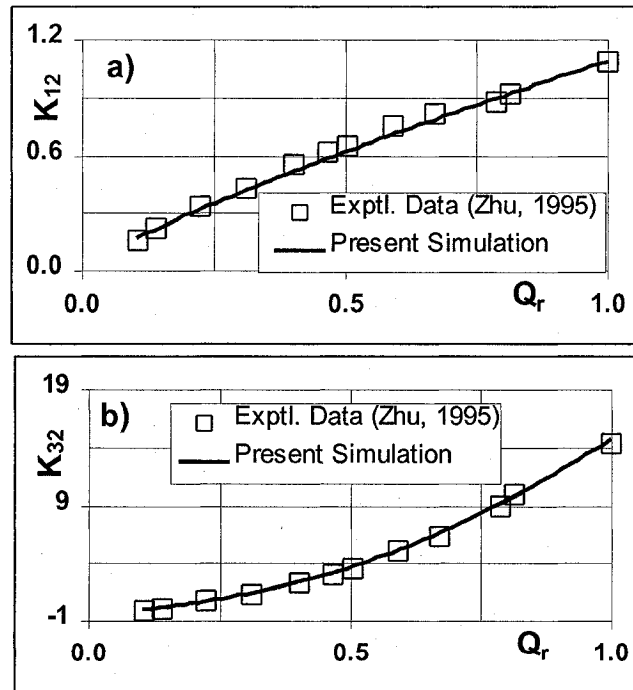 a)
K12
1.2
0.6
0.0
Exptl. Data (Zhu, 1995)
Present Simulation
0.0 0.5 Qr 1.0
b)
K32
19
9
-1
Exptl. Data (Zhu, 1995)
Present Simulation
0.0 0.5 Qr 1.0